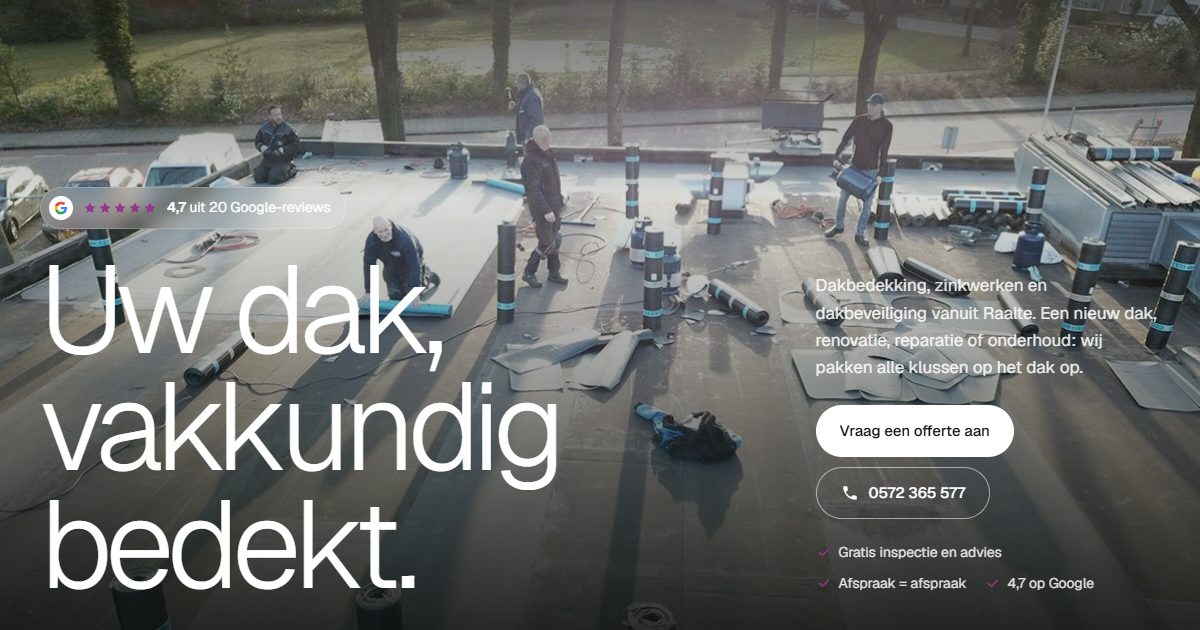 4,7 uit 20 Google-reviews
Uw dak,
vakkundig
bedekt.
Dakbedekking, zinkwerken en
dakbeveiliging vanuit Raalte. Een nieuw dak,
renovatie, reparatie of onderhoud: wij
pakken alle klussen op het dak op.
Vraag een offerte aan
0572 365 577
Gratis inspectie en advies
Afspraak = afspraak
4,7 op Google